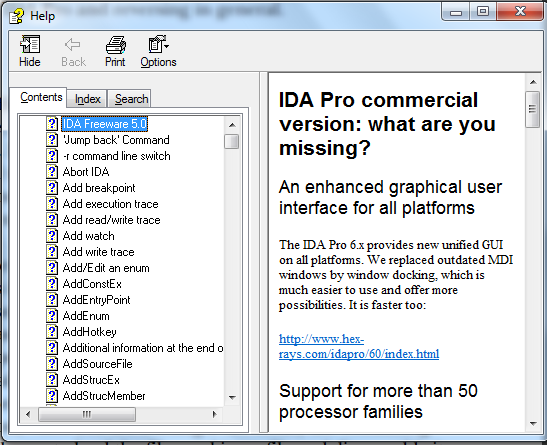 Help
Hide
Back
Print
Options
Contents
Index
Search
IDA Freeware 5.0
'Jump back' Command
-r command line switch
Abort IDA
Add breakpoint
Add execution trace
Add read/write trace
Add watch
Add write trace
Add/Edit an enum
AddConstEx
AddEntryPoint
AddEnum
AddHotkey
Additional information at the end o
AddSourceFile
AddStrucEx
AddStrucMember
IDA Pro commercial
version: what are you
missing?
An enhanced graphical user
interface for all platforms
The IDA Pro 6.x provides new unified GUI
on all platforms. We replaced outdated MDI
windows by window docking, which is
much easier to use and offer more
possibilities. It is faster too:
http://www.hex-
rays.com/idapro/60/index.html
Support for more than 50
processor families